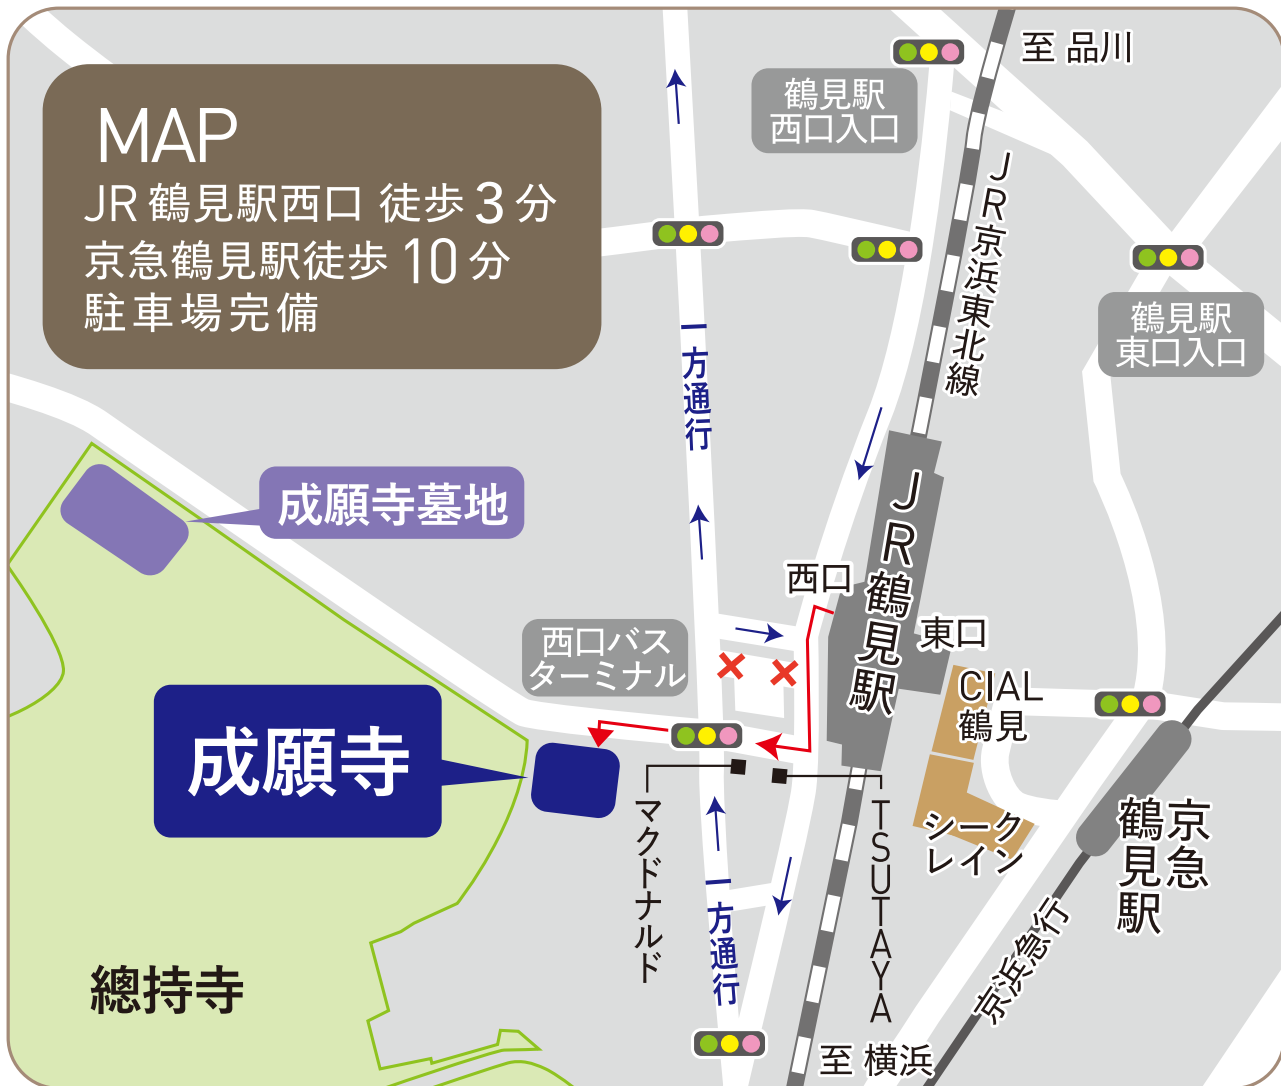 MAP
JR 鶴見駅西口 徒歩 3 分
京急鶴見駅徒歩 10 分
駐車場完備
至 品川
鶴見駅
西口入口
JR京浜東北線
鶴見駅
東口入口
一方通行
成願寺墓地
JR鶴見駅
西口
東口
西口バス
ターミナル
CIAL
鶴見
成願寺
シーク
レイン
京急
鶴見駅
マクドナルド
TSUTAYA
一方通行
京浜急行
總持寺
至 横浜